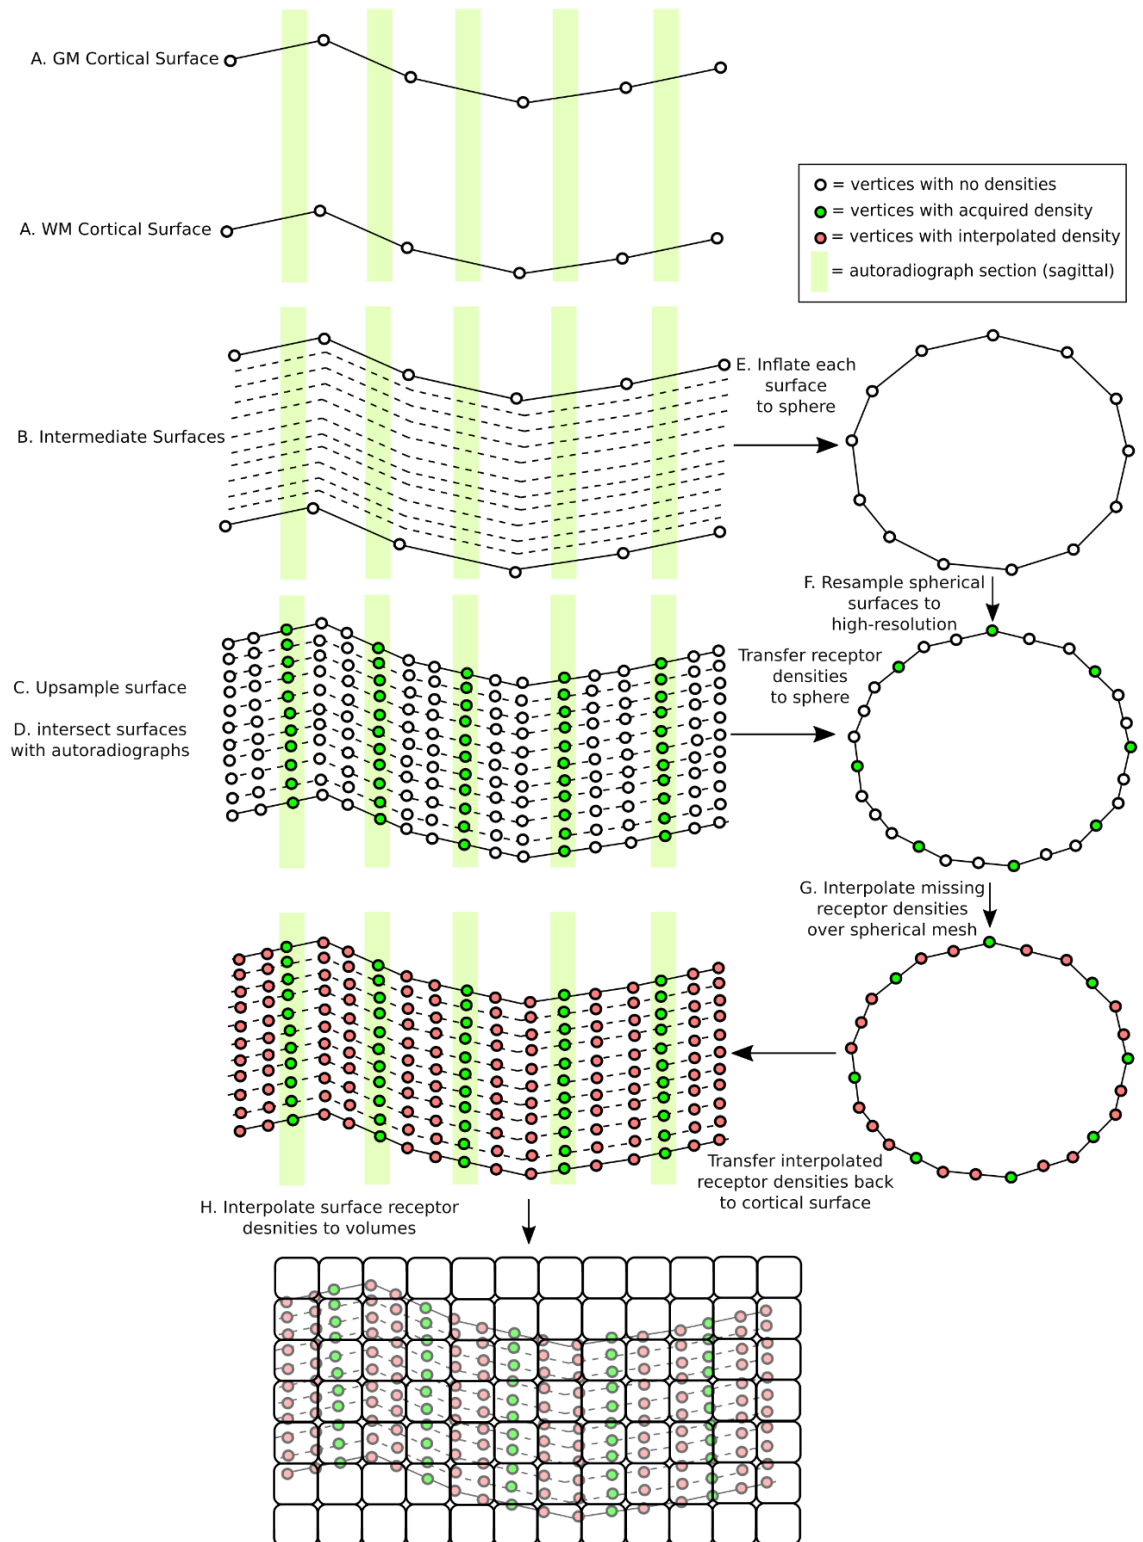 A. GM Cortical Surface
A. WM Cortical Surface
= vertices with no densities
= vertices with acquired density
= vertices with interpolated density
= autoradiograph section (sagittal)
B. Intermediate Surfaces
E. Inflate each
surface
to sphere
F. Resample spherical
surfaces to
high-resolution
C. Upsample surface
D. intersect surfaces
with autoradiographs
Transfer receptor
densities
to sphere
G. Interpolate missing
receptor densities
over spherical mesh
Transfer interpolated
receptor densities back
to cortical surface
H. Interpolate surface receptor
desnities to volumes